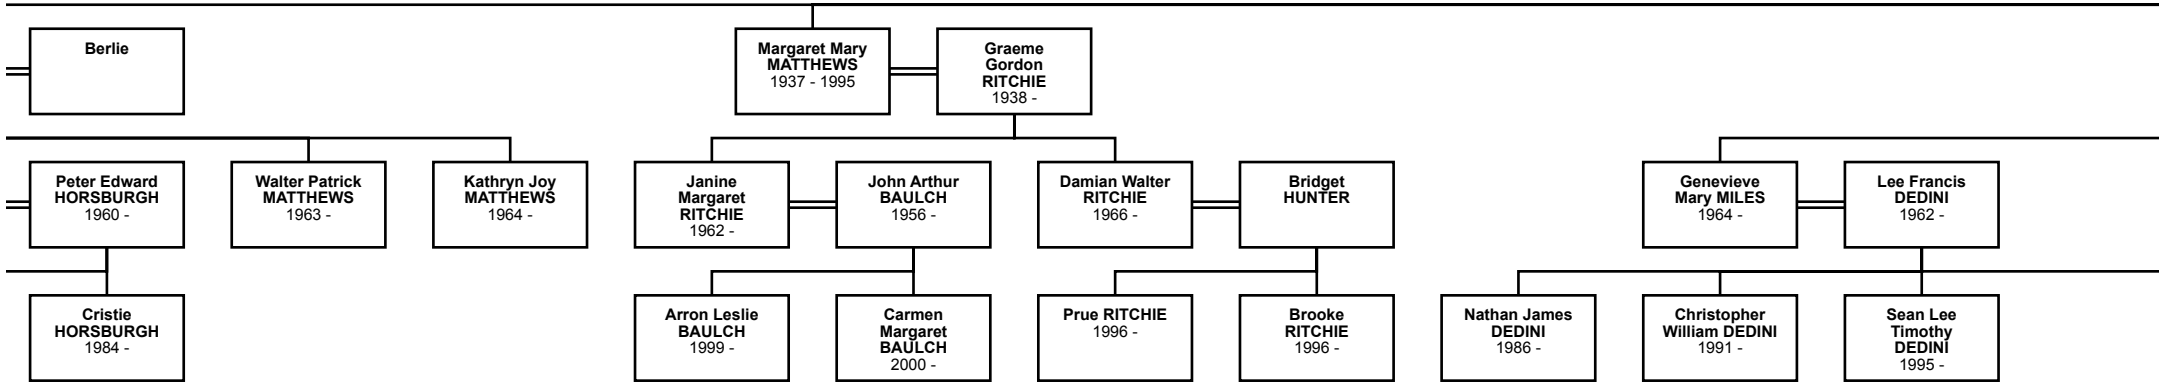 Berlie
Margaret Mary
MATTHEWS
1937 - 1995
Graeme
Gordon
RITCHIE
1938 -
Peter Edward
HORSBURGH
1960 -
Walter Patrick
MATTHEWS
1963 -
Kathryn Joy
MATTHEWS
1964 -
Janine
Margaret
RITCHIE
1962 -
John Arthur
BAULCH
1956 -
Damian Walter
RITCHIE
1966 -
Bridget
HUNTER
Genevieve
Mary MILES
1964 -
Lee Francis
DEDINI
1962 -
Cristie
HORSBURGH
1984 -
Arron Leslie
BAULCH
1999 -
Carmen
Margaret
BAULCH
2000 -
Prue RITCHIE
1996 -
Brooke
RITCHIE
1996 -
Nathan James
DEDINI
1986 -
Christopher
William DEDINI
1991 -
Sean Lee
Timothy
DEDINI
1995 -